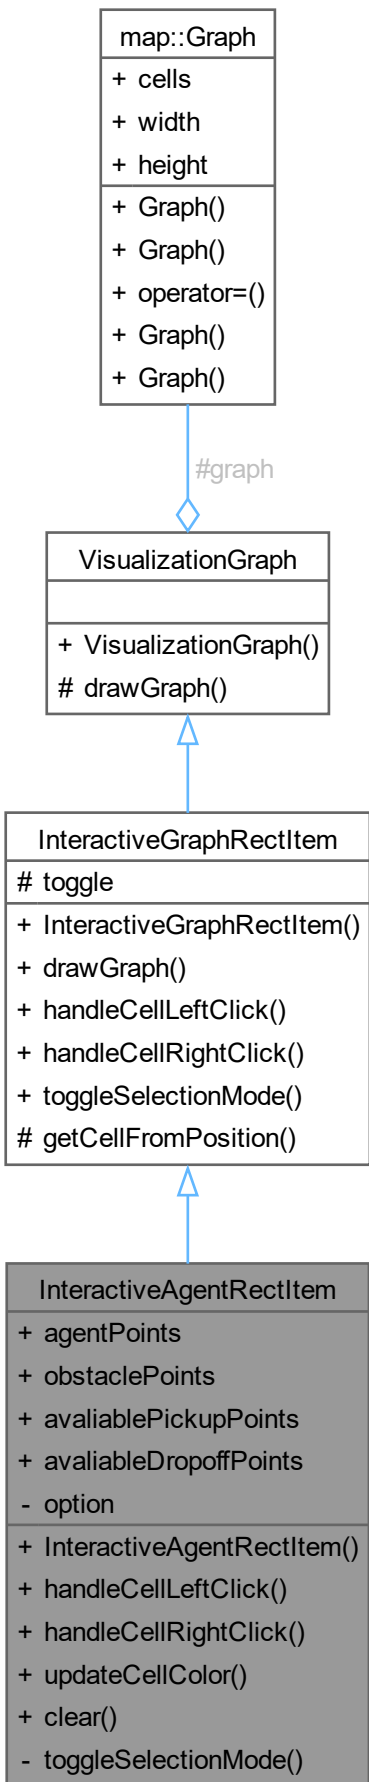 map::Graph
+ cells
+ width
+ height
+ Graph()
+ Graph()
+ operator=()
+ Graph()
+ Graph()
#graph
VisualizationGraph
+ VisualizationGraph()
# drawGraph()
InteractiveGraphRectItem
# toggle
+ InteractiveGraphRectItem()
+ drawGraph()
+ handleCellLeftClick()
+ handleCellRightClick()
+ toggleSelectionMode()
# getCellFromPosition()
InteractiveAgentRectItem
+ agentPoints
+ obstaclePoints
+ avaliablePickupPoints
+ avaliableDropoffPoints
- option
+ InteractiveAgentRectItem()
+ handleCellLeftClick()
+ handleCellRightClick()
+ updateCellColor()
+ clear()
- toggleSelectionMode()